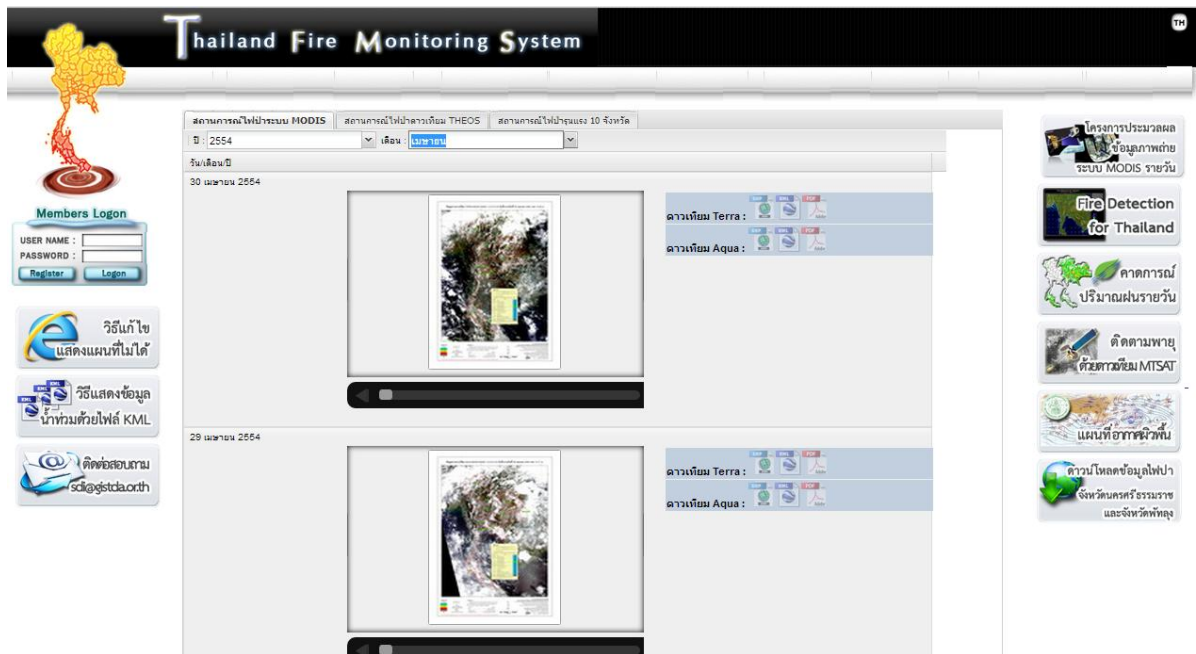 Thailand Fire Monitoring System
TH
สถานการณ์ไฟป่าระบบ MODIS
สถานการณ์ไฟป่าดาวเทียม THEOS
สถานการณ์ไฟป่ารุนแรง 10 จังหวัด
ปี : 2554
เดือน : เมษายน
วัน/เดือน/ปี
30 เมษายน 2554
ดาวเทียม Terra :
ดาวเทียม Aqua :
29 เมษายน 2554
ดาวเทียม Terra :
ดาวเทียม Aqua :
Members Logon
USER NAME :
PASSWORD :
Register
Logon
วิธีแก้ไข
แสดงแผนที่ไม่ได้
วิธีแสดงข้อมูล
น้ำท่วมด้วยไฟล์ KML
ติดต่อสอบถาม
sdi@gistda.or.th
โครงการประมวลผล
ข้อมูลภาพถ่าย
ระบบ MODIS รายวัน
Fire Detection
for Thailand
คาดการณ์
ปริมาณฝนรายวัน
ติดตามพายุ
ด้วยดาวเทียม MTSAT
แผนที่อากาศผิวพื้น
ดาวน์โหลดข้อมูลไฟป่า
จังหวัดนครศรีธรรมราช
และจังหวัดพัทลุง